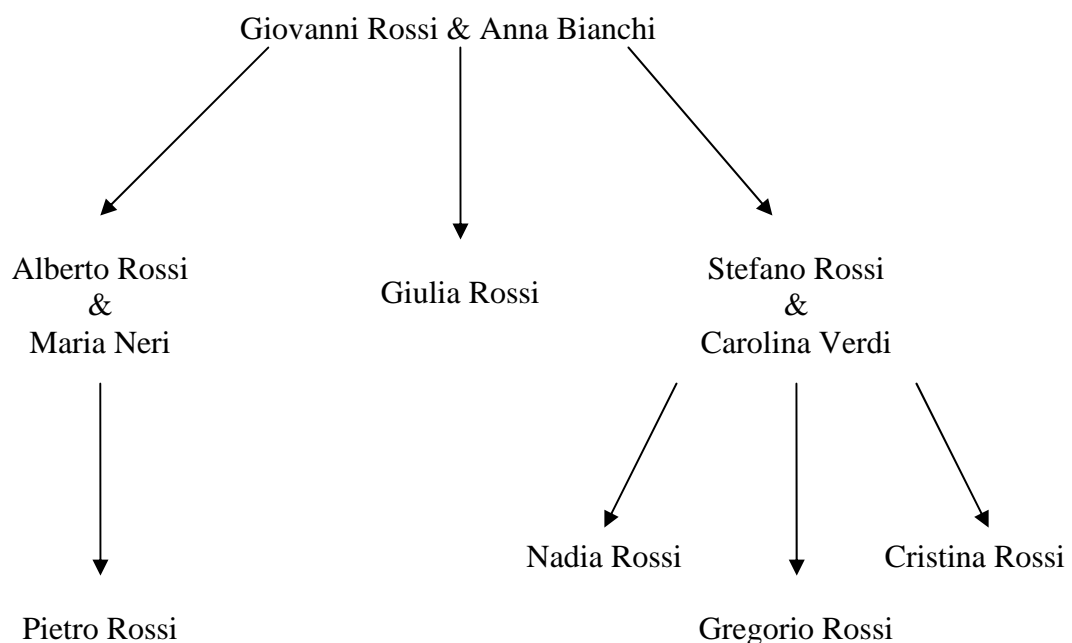 Giovanni Rossi & Anna Bianchi
Alberto Rossi
&
Maria Neri
Giulia Rossi
Stefano Rossi
&
Carolina Verdi
Nadia Rossi
Cristina Rossi
Pietro Rossi
Gregorio Rossi